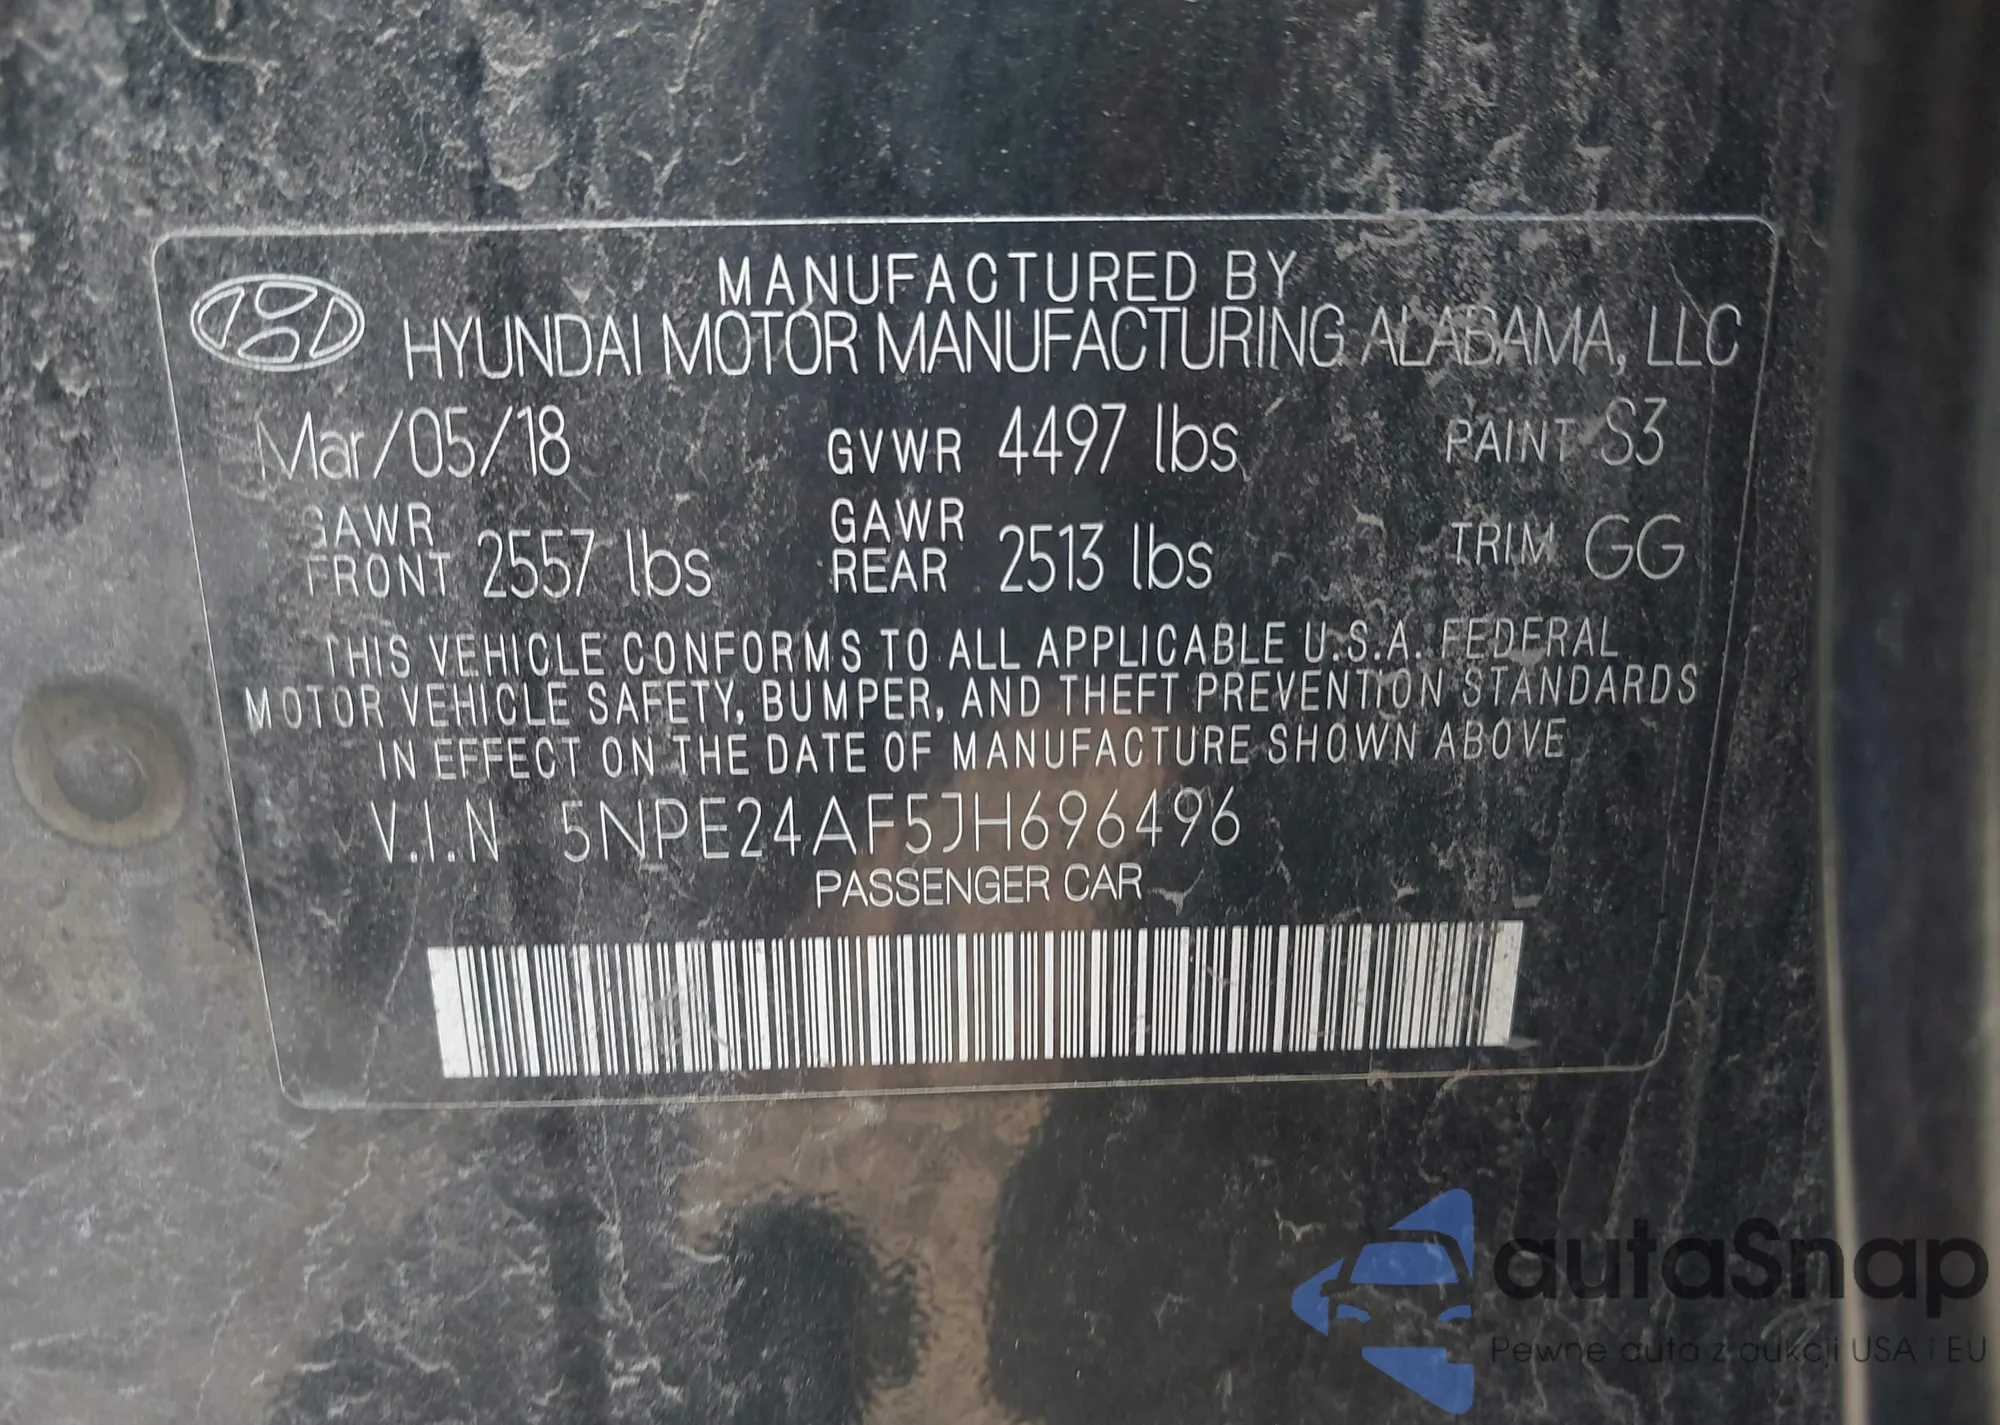 MANUFACTURED BY
HYUNDAI MOTOR MANUFACTURING ALABAMA, LLC
Mar/05/18 GVWR 4497 lbs PAINT S3
GAWR FRONT 2557 lbs GAWR REAR 2513 lbs TRIM GG
THIS VEHICLE CONFORMS TO ALL APPLICABLE U.S.A. FEDERAL
MOTOR VEHICLE SAFETY, BUMPER, AND THEFT PREVENTION STANDARDS
IN EFFECT ON THE DATE OF MANUFACTURE SHOWN ABOVE
V.I.N 5NPE24AF5JH696496
PASSENGER CAR
autaSnap
Pewne auta z aukcji USA i EU